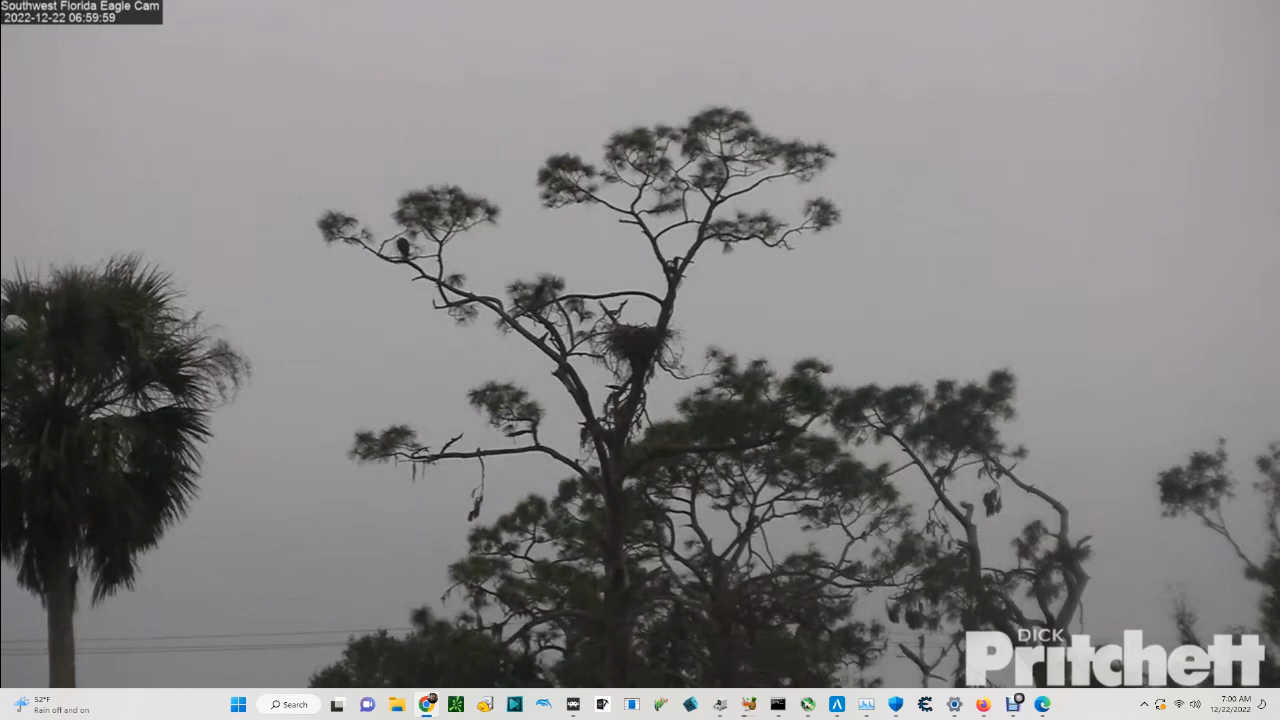 Southwest Florida Eagle Cam
2022-12-22 06:59:59
DICK
Pritchett
52°F
Rain off and on
Search
7:00 AM
12/22/2022